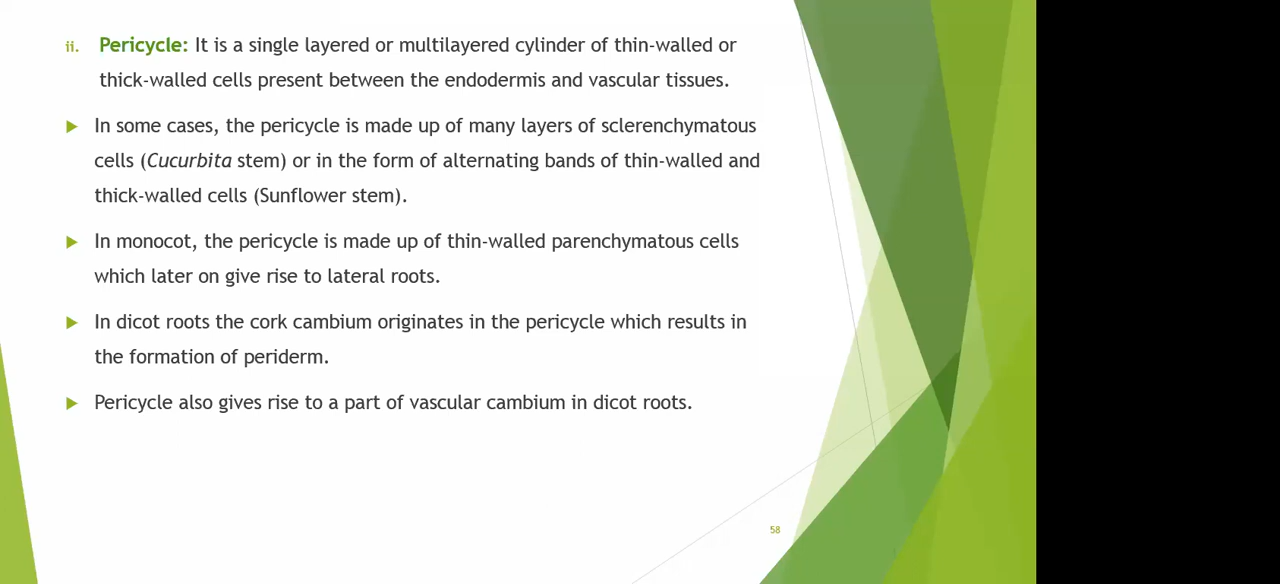 ii. Pericycle: It is a single layered or multilayered cylinder of thin-walled or
thick-walled cells present between the endodermis and vascular tissues.
In some cases, the pericycle is made up of many layers of sclerenchymatous
cells (Cucurbita stem) or in the form of alternating bands of thin-walled and
thick-walled cells (Sunflower stem).
In monocot, the pericycle is made up of thin-walled parenchymatous cells
which later on give rise to lateral roots.
In dicot roots the cork cambium originates in the pericycle which results in
the formation of periderm.
Pericycle also gives rise to a part of vascular cambium in dicot roots.
58